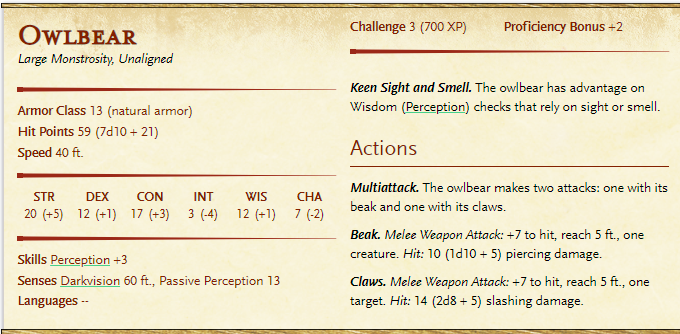 Owlbear
Large Monstrosity, Unaligned
Armor Class 13 (natural armor)
Hit Points 59 (7d10 + 21)
Speed 40 ft.
STR DEX CON INT WIS CHA
20 (+5) 12 (+1) 17 (+3) 3 (-4) 12 (+1) 7 (-2)
Skills Perception +3
Senses Darkvision 60 ft., Passive Perception 13
Languages --
Challenge 3 (700 XP) Proficiency Bonus +2
Keen Sight and Smell. The owlbear has advantage on
Wisdom (Perception) checks that rely on sight or smell.
Actions
Multiattack. The owlbear makes two attacks: one with its
beak and one with its claws.
Beak. Melee Weapon Attack: +7 to hit, reach 5 ft., one
creature. Hit: 10 (1d10 + 5) piercing damage.
Claws. Melee Weapon Attack: +7 to hit, reach 5 ft., one
target. Hit: 14 (2d8 + 5) slashing damage.